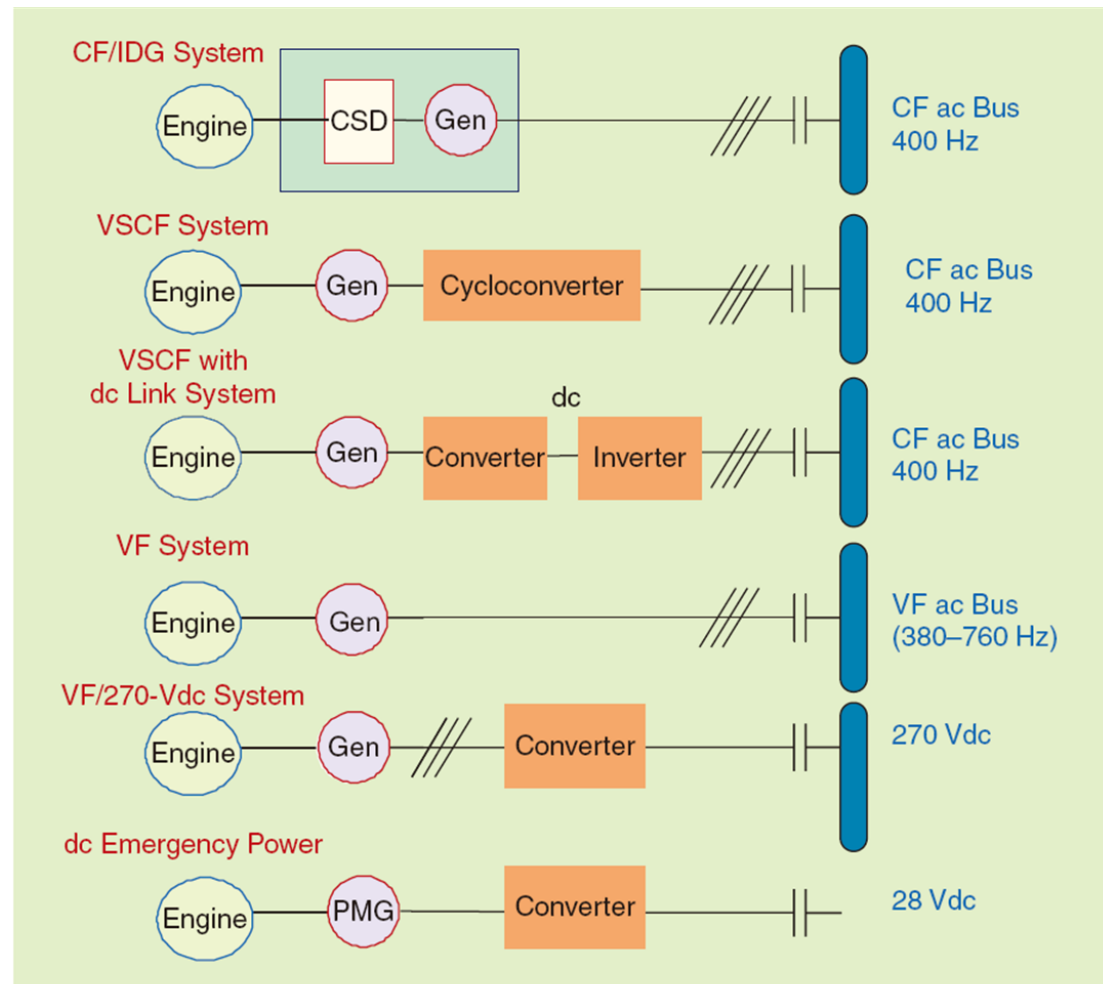 CF/IDG System
Engine
CSD
Gen
CF ac Bus
400 Hz
VSCF System
Engine
Gen
Cycloconverter
CF ac Bus
400 Hz
VSCF with
dc Link System
dc
Engine
Gen
Converter
Inverter
CF ac Bus
400 Hz
VF System
Engine
Gen
VF ac Bus
(380–760 Hz)
VF/270-Vdc System
Engine
Gen
Converter
270 Vdc
dc Emergency Power
Engine
PMG
Converter
28 Vdc